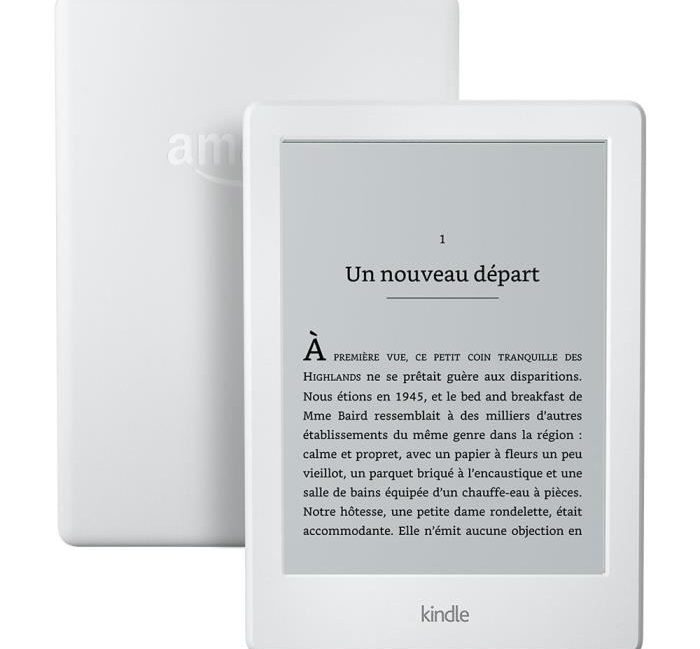 ama
1
Un nouveau départ
À PREMIÈRE VUE, CE PETIT COIN TRANQUILLE DES
HIGHLANDS ne se prêtait guère aux disparitions.
Nous étions en 1945, et le bed and breakfast de
Mme Baird ressemblait à des milliers d'autres
établissements du même genre dans la région :
calme et propret, avec un papier à fleurs un peu
vieillot, un parquet briqué à l'encaustique et une
salle de bains équipée d'un chauffe-eau à pièces.
Notre hôtesse, une petite dame rondelette, était
accommodante. Elle n'émit aucune objection en
kindle